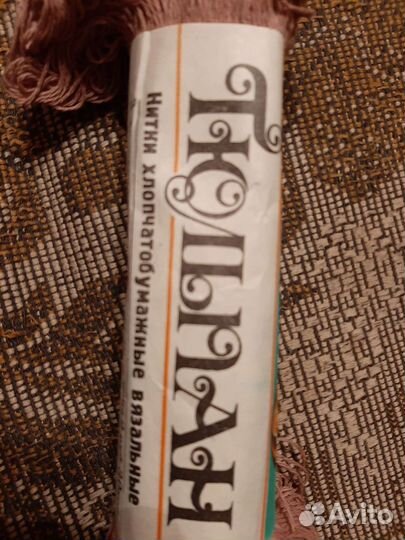 Тюльпан
Нитки хлопчатобумажные вязальные
Avito